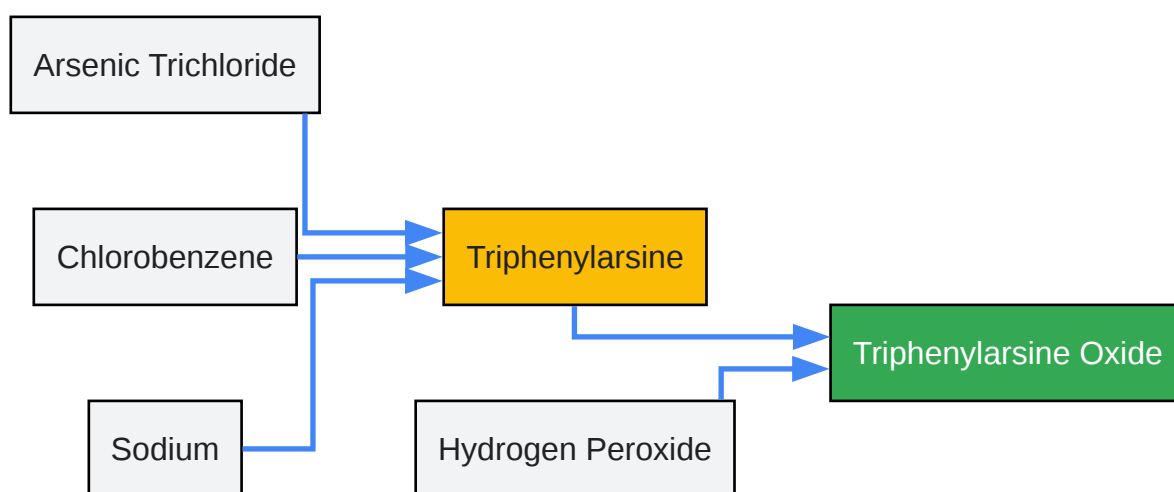 Arsenic Trichloride
Chlorobenzene
Triphenylarsine
Triphenylarsine Oxide
Sodium
Hydrogen Peroxide